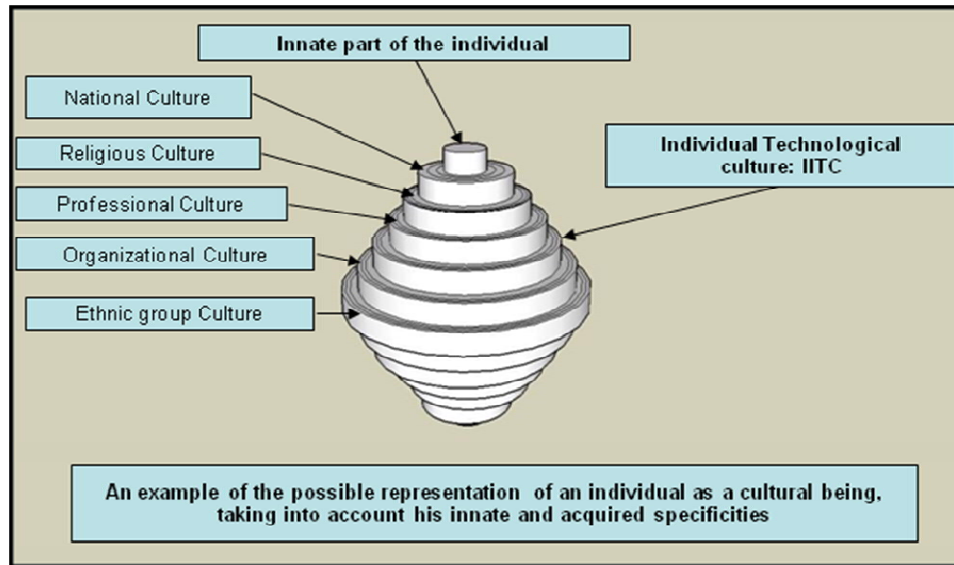 Innate part of the individual
National Culture
Religious Culture
Individual Technological
culture: IITC
Professional Culture
Organizational Culture
Ethnic group Culture
An example of the possible representation of an individual as a cultural being,
taking into account his innate and acquired specificities